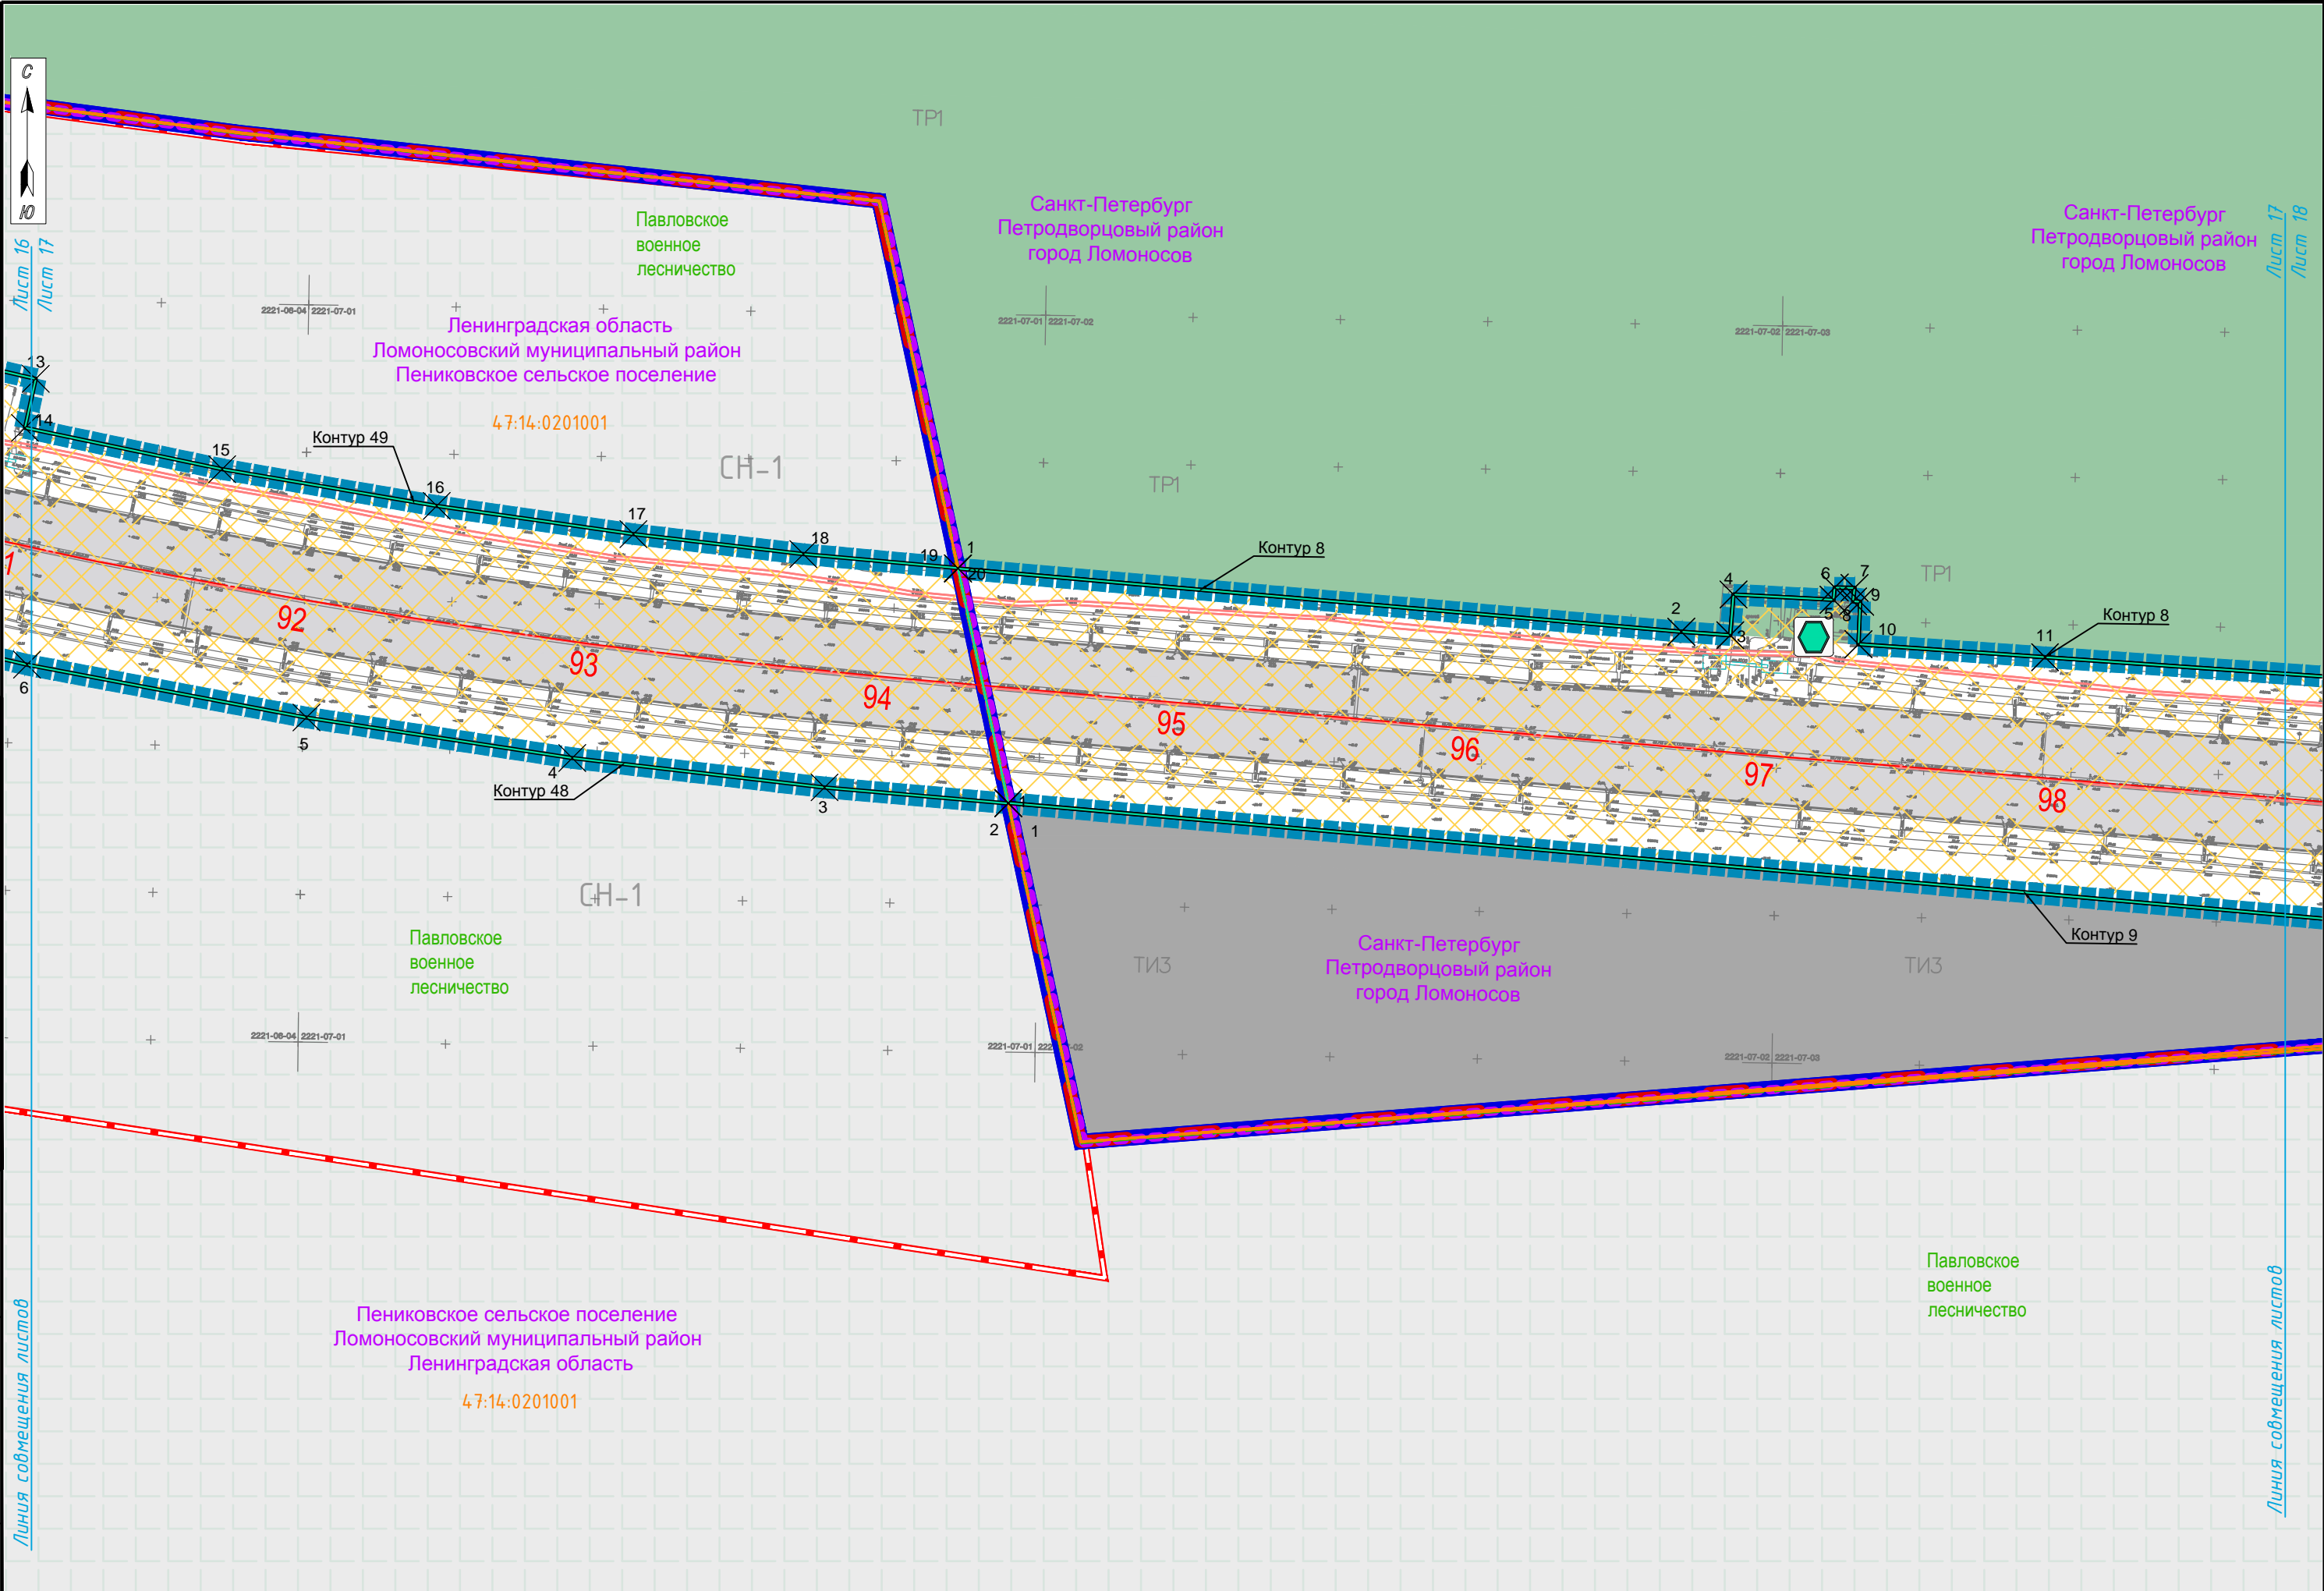 С
Ю
Лист 16
Лист 17
ТР1
Павловское
военное
лесничество
Санкт-Петербург
Петродворцовый район
город Ломоносов
Санкт-Петербург
Петродворцовый район
город Ломоносов
Лист 17
Лист 18
2221-06-04 2221-07-01
2221-07-01 2221-07-02
2221-07-02 2221-07-03
Ленинградская область
Ломоносовский муниципальный район
Пениковское сельское поселение
47:14:0201001
13
14
15
Контур 49
16
17
18
19
1
20
СН-1
ТР1
Контур 8
ТР1
2
3
4
5
6
7
8
9
10
11
Контур 8
1
92
93
94
95
96
97
98
6
5
4
Контур 48
3
2
1
1
СН-1
Павловское
военное
лесничество
Санкт-Петербург
Петродворцовый район
город Ломоносов
ТИ3
ТИ3
Контур 9
2221-06-04 2221-07-01
2221-07-01
2221-07-02 2221-07-03
Павловское
военное
лесничество
Пениковское сельское поселение
Ломоносовский муниципальный район
Ленинградская область
47:14:0201001
Линия совмещения листов
Линия совмещения листов